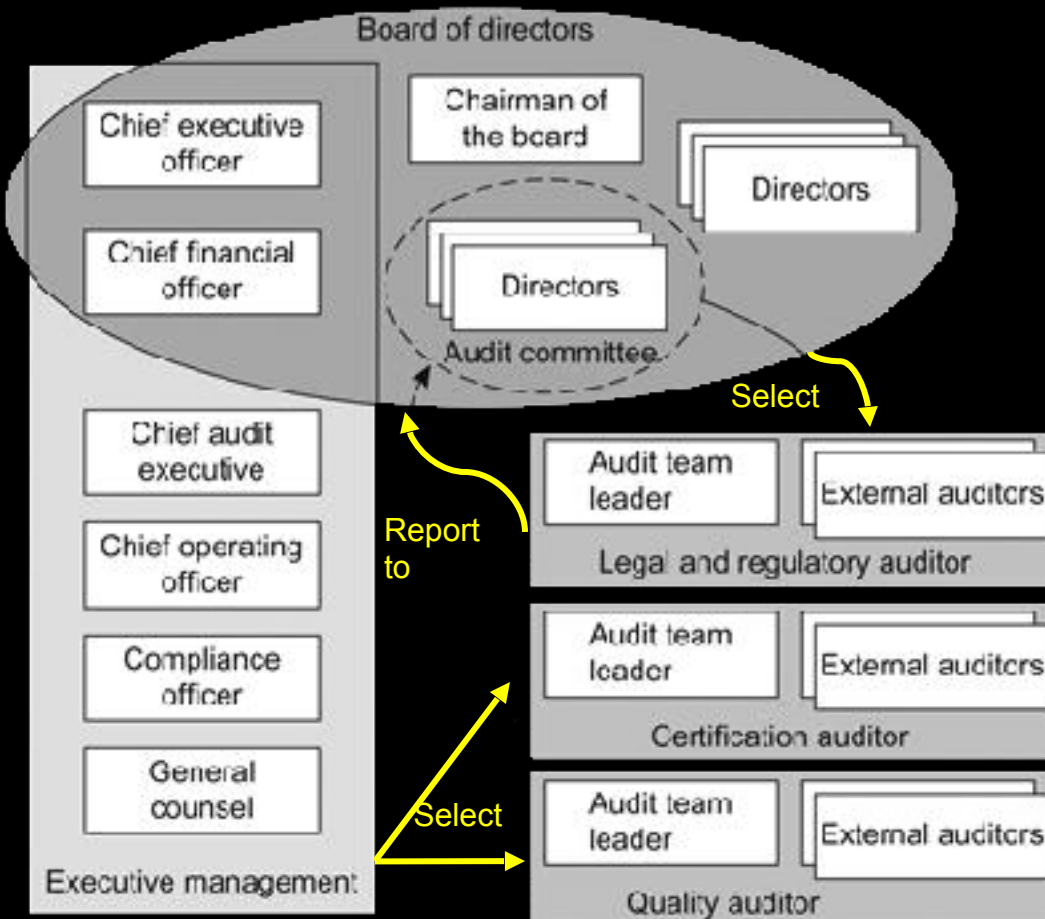 Board of directors
Chief executive
officer
Chairman of
the board
Directors
Chief financial
officer
Directors
Audit committee
Select
Chief audit
executive
Chief operating
officer
Compliance
officer
General
counsel
Executive management
Report
to
Select
Audit team
leader
External auditors
Legal and regulatory auditor
Audit team
leader
External auditors
Certification auditor
Audit team
leader
External auditors
Quality auditor